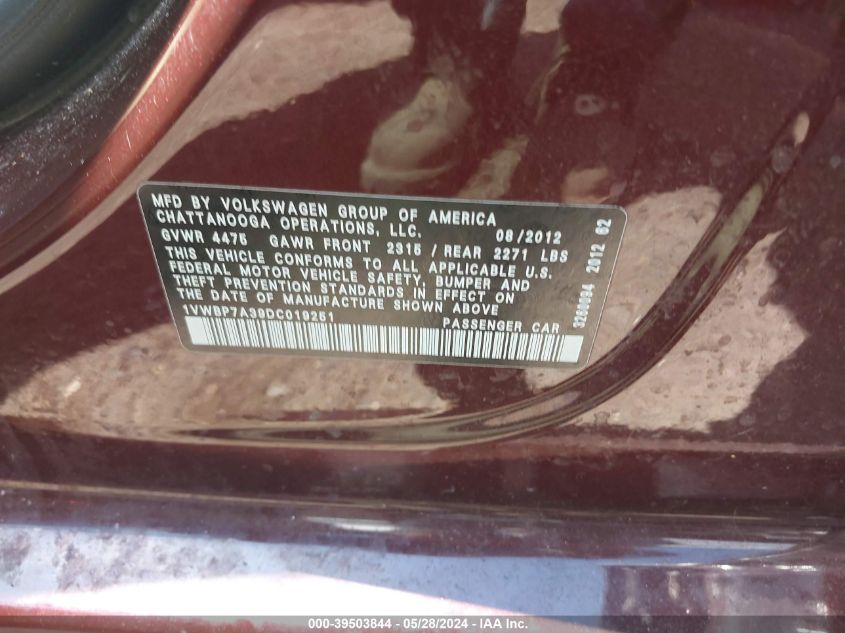 MFD BY VOLKSWAGEN GROUP OF AMERICA
CHATTANOOGA OPERATIONS, LLC. 08/2012
GVWR 4475 GAWR FRONT 2315 / REAR 2271 LBS
THIS VEHICLE CONFORMS TO ALL APPLICABLE U.S.
FEDERAL MOTOR VEHICLE SAFETY, BUMPER AND
THEFT PREVENTION STANDARDS IN EFFECT ON
THE DATE OF MANUFACTURE SHOWN ABOVE
1VWBP7A39DC019251 PASSENGER CAR
2012 62
000-39503844 - 05/28/2024 - IAA Inc.